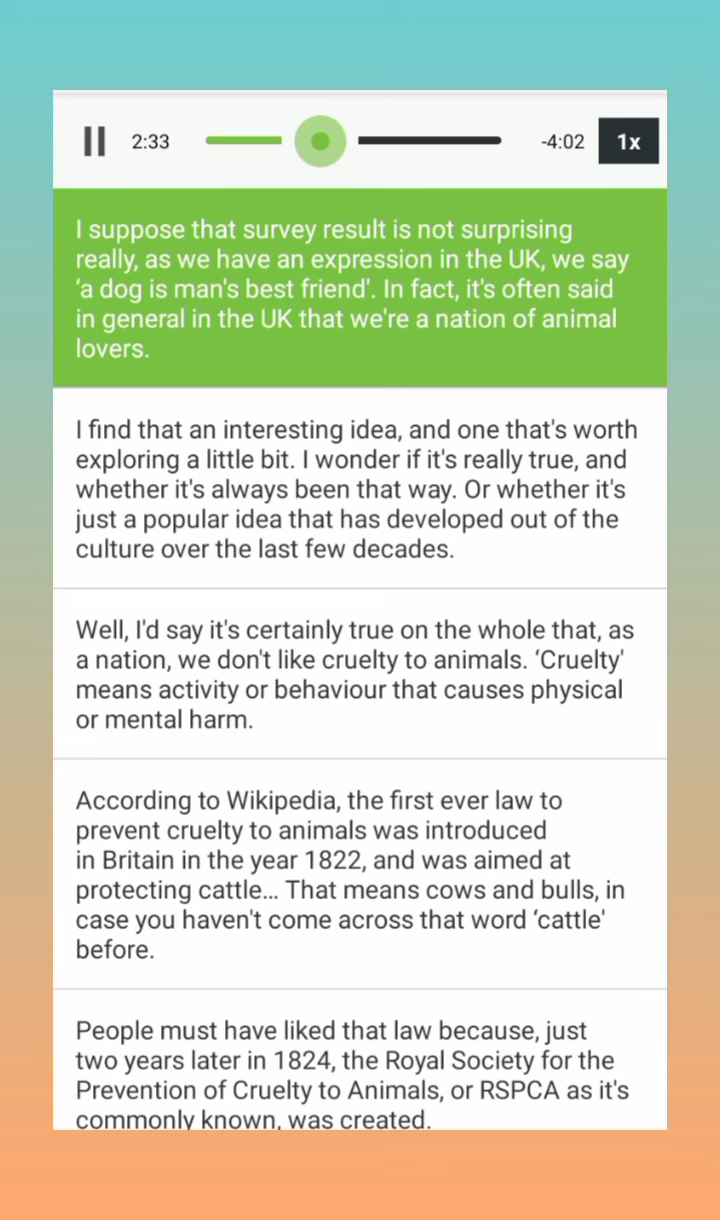 2:33
-4:02
1x
I suppose that survey result is not surprising
really, as we have an expression in the UK, we say
‘a dog is man's best friend'. In fact, it's often said
in general in the UK that we're a nation of animal
lovers.
I find that an interesting idea, and one that's worth
exploring a little bit. I wonder if it's really true, and
whether it's always been that way. Or whether it's
just a popular idea that has developed out of the
culture over the last few decades.
Well, I'd say it's certainly true on the whole that, as
a nation, we don't like cruelty to animals. ‘Cruelty'
means activity or behaviour that causes physical
or mental harm.
According to Wikipedia, the first ever law to
prevent cruelty to animals was introduced
in Britain in the year 1822, and was aimed at
protecting cattle… That means cows and bulls, in
case you haven't come across that word ‘cattle'
before.
People must have liked that law because, just
two years later in 1824, the Royal Society for the
Prevention of Cruelty to Animals, or RSPCA as it's
commonly known, was created.